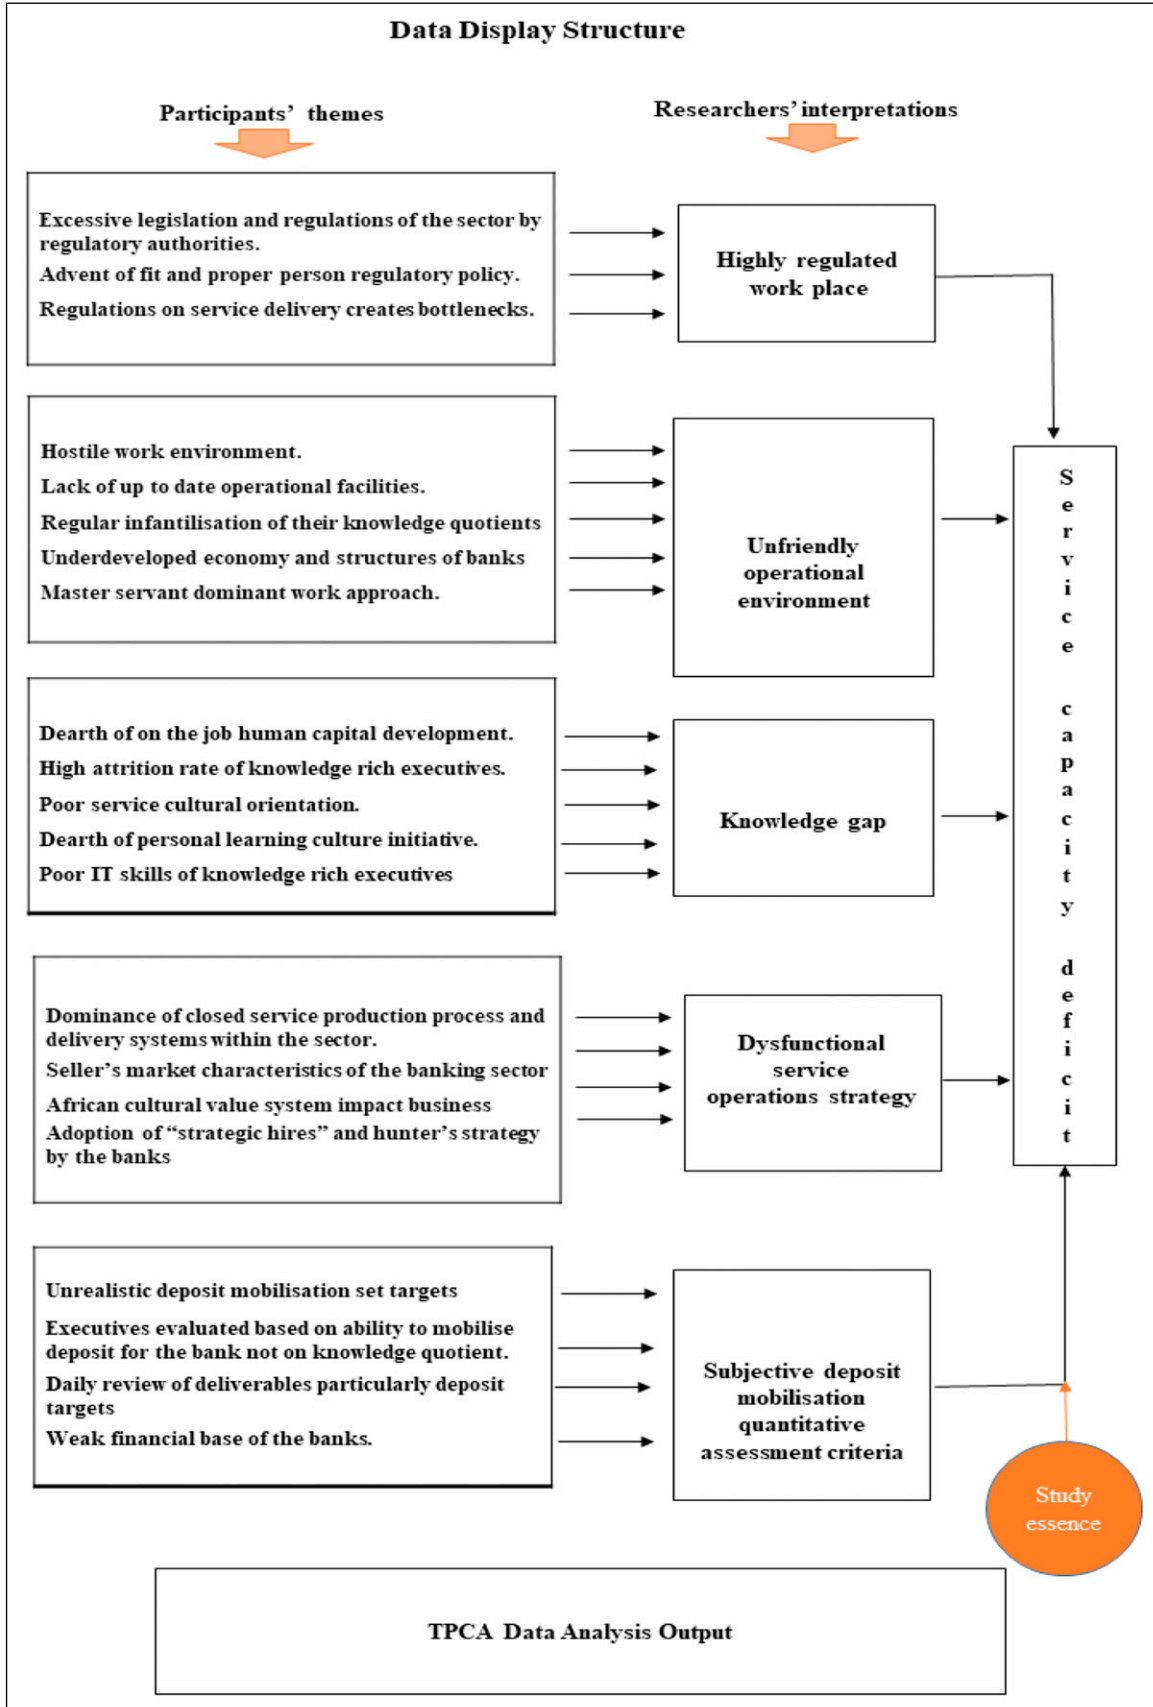 Data Display Structure
Participants' themes
Researchers' interpretations
Excessive legislation and regulations of the sector by
regulatory authorities.
Advent of fit and proper person regulatory policy.
Regulations on service delivery creates bottlenecks.
Highly regulated
work place
Hostile work environment.
Lack of up to date operational facilities.
Regular infantilisation of their knowledge quotients
Underdeveloped economy and structures of banks
Master servant dominant work approach.
Unfriendly
operational
environment
Dearth of on the job human capital development.
High attrition rate of knowledge rich executives.
Poor service cultural orientation.
Dearth of personal learning culture initiative.
Poor IT skills of knowledge rich executives
Knowledge gap
Dominance of closed service production process and
delivery systems within the sector.
Seller's market characteristics of the banking sector
African cultural value system impact business
Adoption of “strategic hires” and hunter's strategy
by the banks
Dysfunctional
service
operations strategy
Unrealistic deposit mobilisation set targets
Executives evaluated based on ability to mobilise
deposit for the bank not on knowledge quotient.
Daily review of deliverables particularly deposit
targets
Weak financial base of the banks.
Subjective deposit
mobilisation
quantitative
assessment criteria
Service capacity deficit
Study
essence
TPCA Data Analysis Output